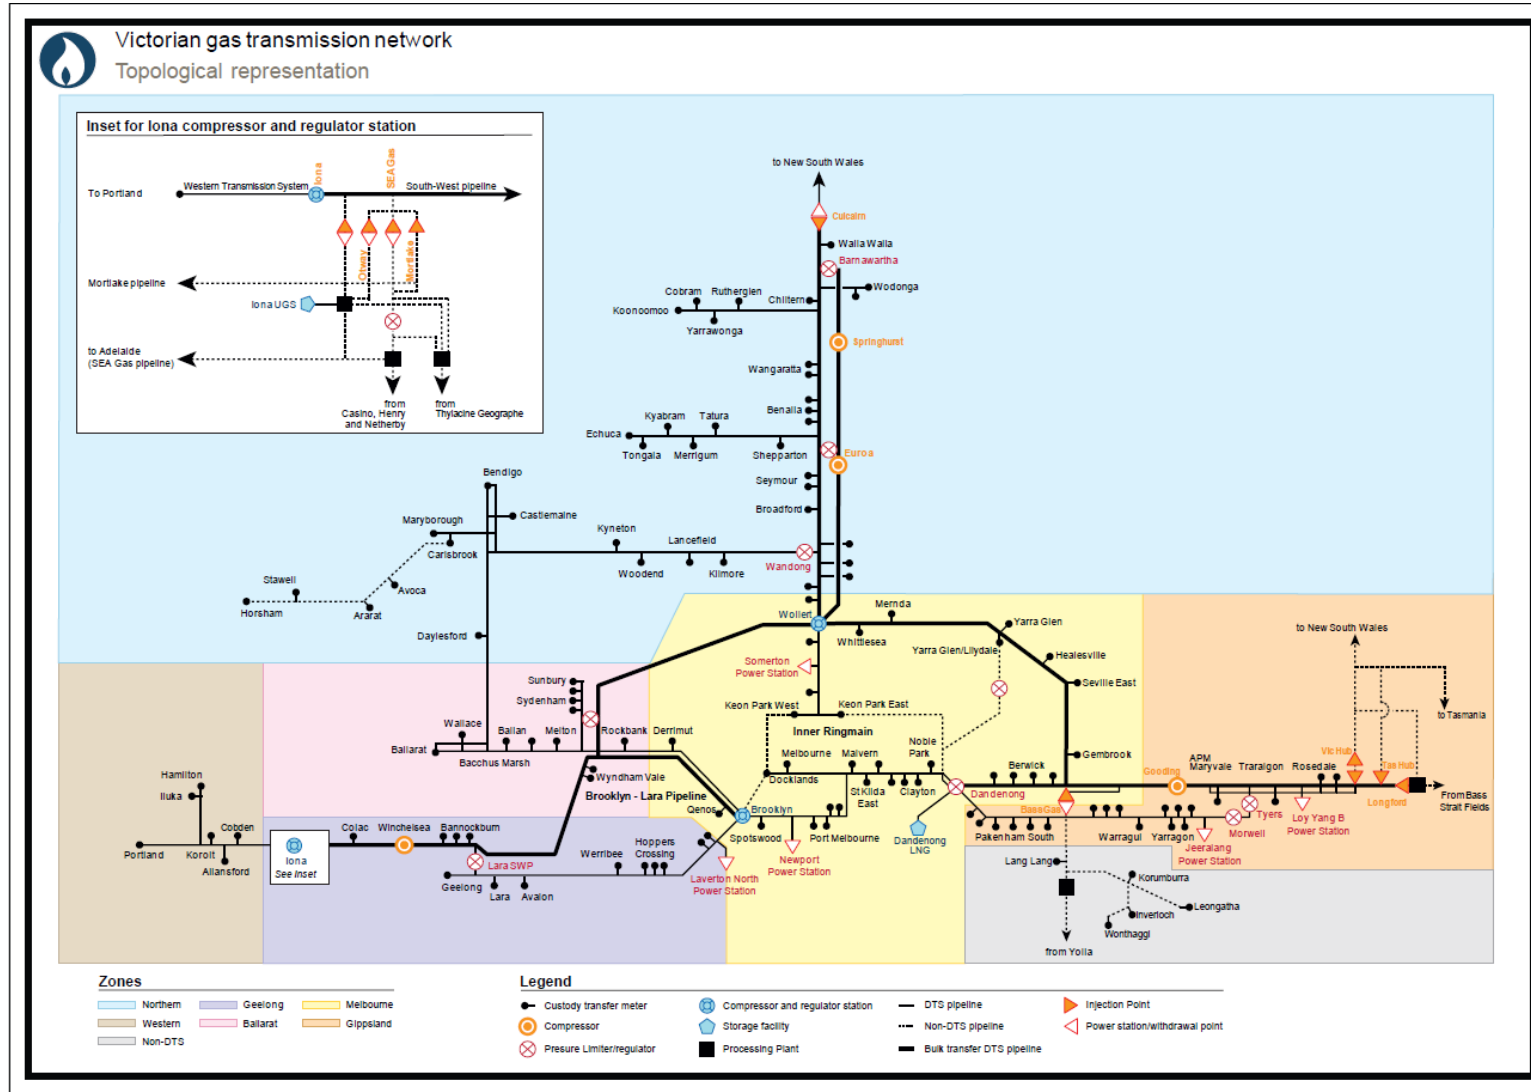 Victorian gas transmission network
Topological representation
Inset for Iona compressor and regulator station
Iona
SEA Gas
To Portland
Western Transmission System
South-West pipeline
Otway
Mortlake
Mortlake pipeline
Iona UGS
to Adelaide
(SEA Gas pipeline)
from
Casino, Henry
and Netherby
from
Thylacine Geographe
to New South Wales
Culcairn
Walla Walla
Barnawartha
Wodonga
Cobram
Rutherglen
Chiltern
Koonoomoo
Yarrawonga
Springhurst
Wangaratta
Benalla
Kyabram
Tatura
Echuca
Tongala
Merrigum
Shepparton
Euroa
Seymour
Broadford
Bendigo
Castlemaine
Maryborough
Carisbrook
Kyneton
Lancefield
Woodend
Kilmore
Wandong
Stawell
Avoca
Horsham
Ararat
Daylesford
Wollert
Mernda
Whittlesea
Yarra Glen
Yarra Glen/Lilydale
Healesville
Seville East
Gembrook
Somerton
Power Station
Keon Park West
Keon Park East
Inner Ringmain
Sunbury
Sydenham
Wallace
Ballan
Melton
Rockbank
Derrimut
Ballarat
Bacchus Marsh
Wyndham Vale
Brooklyn - Lara Pipeline
Melbourne
Malvern
Noble
Park
Docklands
St Kilda
East
Clayton
Dandenong
Berwick
Gooding
APM
Maryvale
Traralgon
Rosedale
Vic Hub
Tas Hub
Longford
From Bass
Strait Fields
to New South Wales
to Tasmania
Hamilton
Iluka
Cobden
Portland
Koroit
Allansford
Iona
See Inset
Colac
Winchelsea
Bannockburn
Lara SWP
Geelong
Lara
Avalon
Werribee
Hoppers
Crossing
Qenos
Brooklyn
Spotswood
Port Melbourne
Newport
Power Station
Laverton North
Power Station
Dandenong
LNG
BassGas
Pakenham South
Warragul
Yarragon
Jeeralang
Power Station
Morwell
Tyers
Loy Yang B
Power Station
Lang Lang
Korumburra
Leongatha
Inverloch
Wonthaggi
from Yolla
Zones
Northern
Geelong
Melbourne
Western
Ballarat
Gippsland
Non-DTS
Legend
Custody transfer meter
Compressor and regulator station
DTS pipeline
Injection Point
Compressor
Storage facility
Non-DTS pipeline
Power station/withdrawal point
Presure Limiter/regulator
Processing Plant
Bulk transfer DTS pipeline